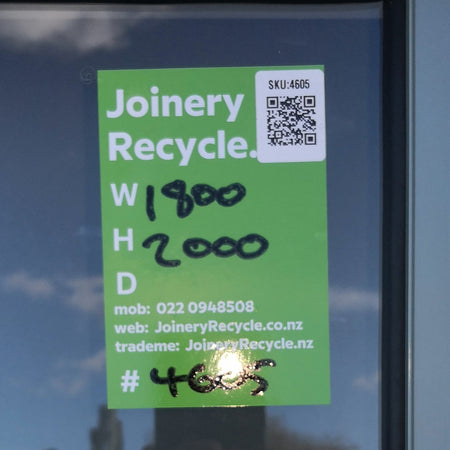 SKU:4605
Joinery
Recycle.
W 1800
H 2000
D
mob: 022 0948508
web: JoineryRecycle.co.nz
trademe: JoineryRecycle.nz
# 4605